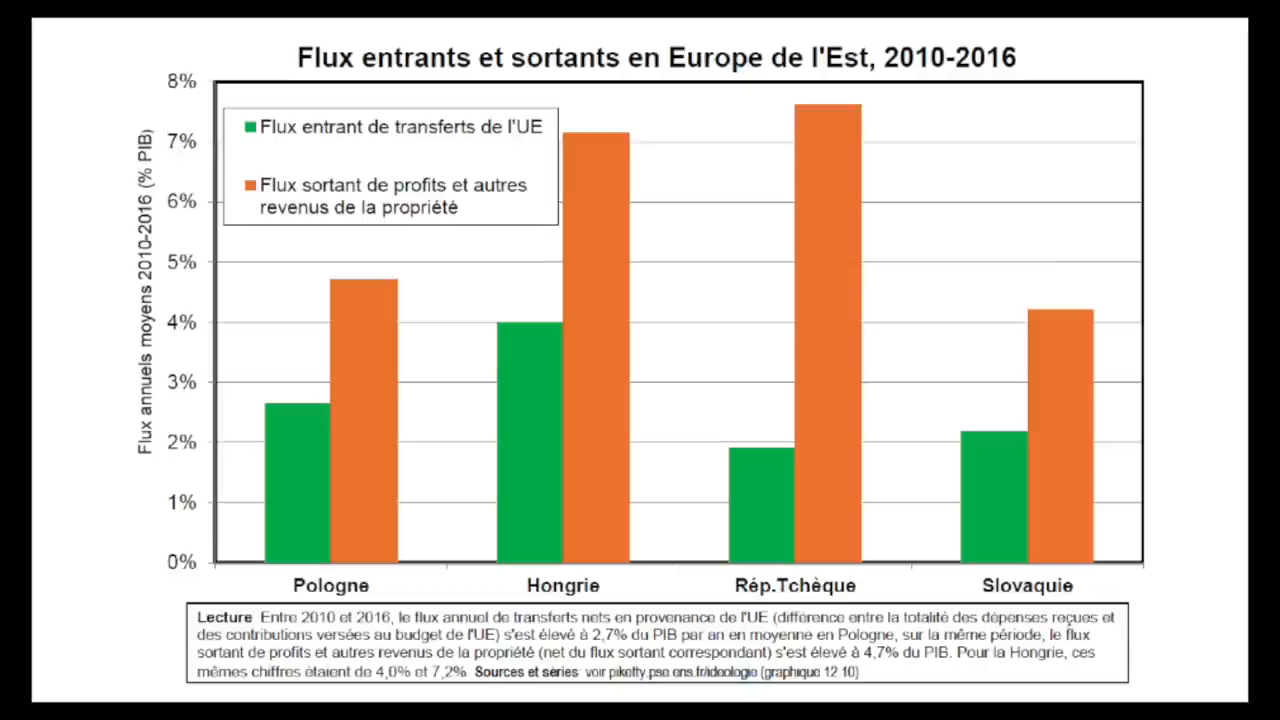 Flux entrants et sortants en Europe de l'Est, 2010-2016
8%
7%
6%
5%
4%
3%
2%
1%
0%
Flux annuels moyens 2010-2016 (% PIB)
Flux entrant de transferts de l'UE
Flux sortant de profits et autres
revenus de la propriété
Pologne
Hongrie
Rép.Tchèque
Slovaquie
Lecture Entre 2010 et 2016, le flux annuel de transferts nets en provenance de l'UE (différence entre la totalité des dépenses reçues et
des contributions versées au budget de l'UE) s'est élevé à 2,7% du PIB par an en moyenne en Pologne, sur la même période, le flux
sortant de profits et autres revenus de la propriété (net du flux sortant correspondant) s'est élevé à 4,7% du PIB. Pour la Hongrie, ces
mêmes chiffres étaient de 4,0% et 7,2% Sources et séries voir piketty.pse.ens.fr/ideologie (graphique 12 10)